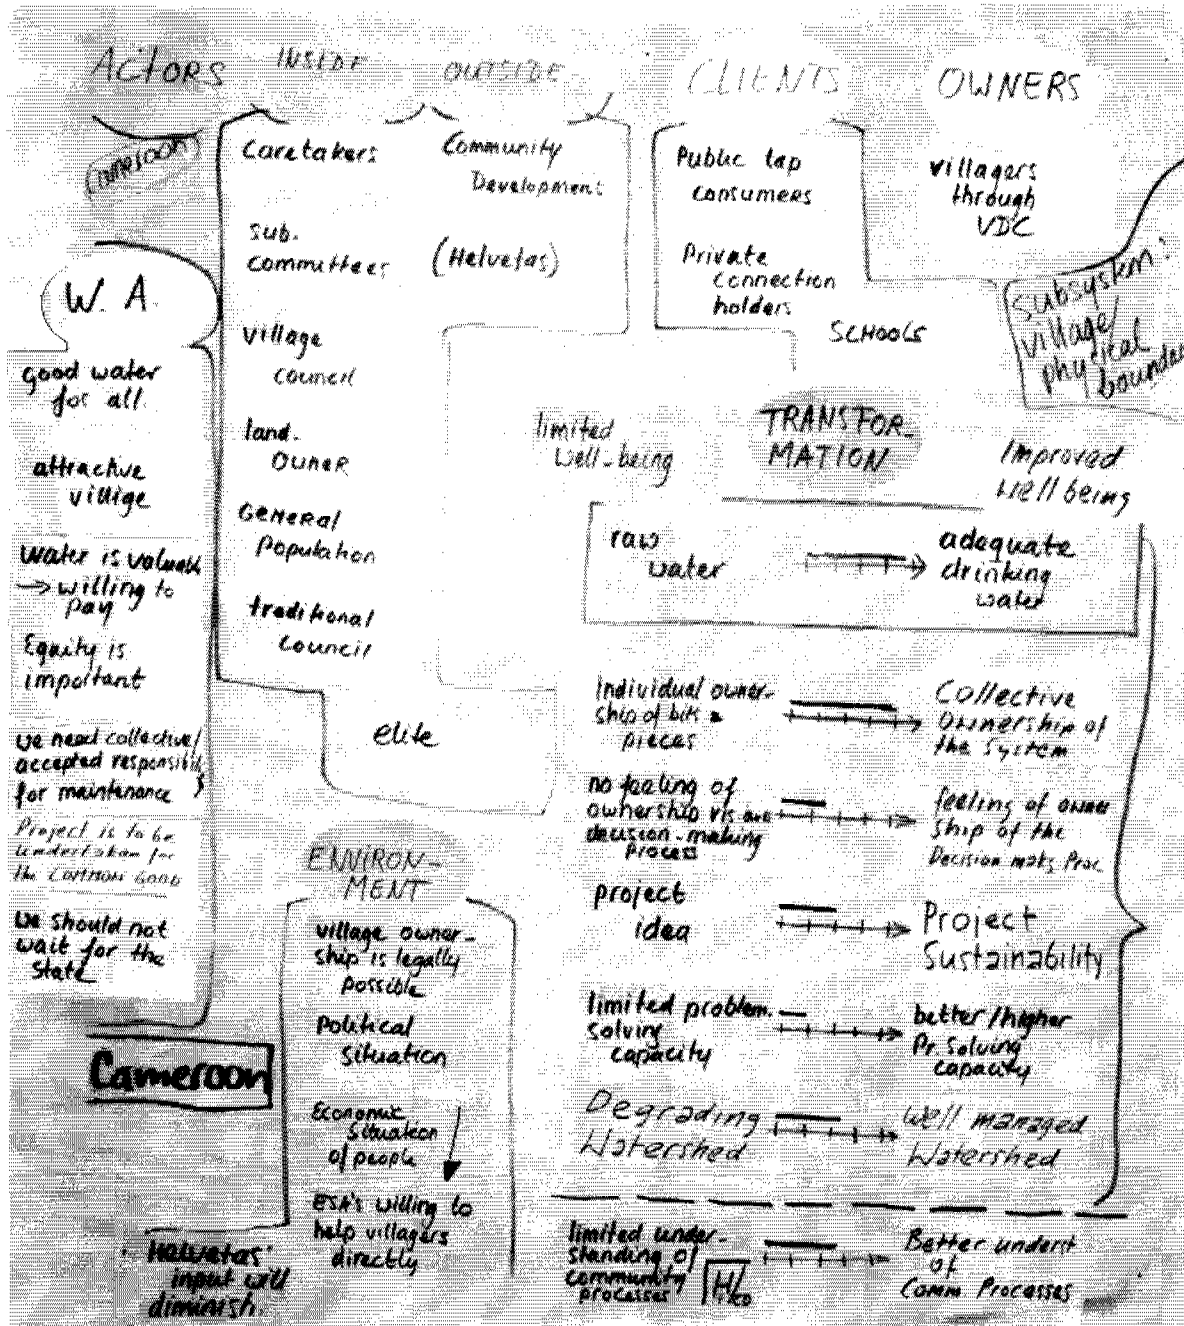 ACTORS
INSIDE
OUTSIDE
CLIENTS
OWNERS
Cameroon
Caretakers
sub.
committees
village
council
land.
owner
General
Population
traditional
council
elite
Community
Development
(Helvetas)
Public tap
consumers
Private
connection
holders
SCHOOLS
villagers
through
VDC
Subsystem:
village/
physical
W. A.
good water
for all
attractive
village
Water is valuable
→ willing to
pay
Equity is
important
we need collective/
accepted
for maintenance
Project is to be
undertaken for
the common good
we should not
wait for the
state
Cameroon
ENVIRON-
MENT
village owner-
ship is legally
possible
Political
situation
Economic
situation
of people
ESA's willing to
help villagers
directly
Helvetas'
input will
diminish.
TRANSFOR-
MATION
limited
well-being
Improved
well being
raw
water
adequate
drinking
water
individual owner-
ship of bits
pieces
Collective
Ownership of
the System
no feeling of
ownership vis
decision-making
process
feeling of owner
ship of the
Decision makg Proc
project
idea
Project
Sustainability
limited problem.
solving
capacity
better/higher
Pr. Solving
capacity
Degrading
Watershed
Well managed
Watershed
limited under-
standing of
community
processes
H/CD
Better underst
of
Comm Processes